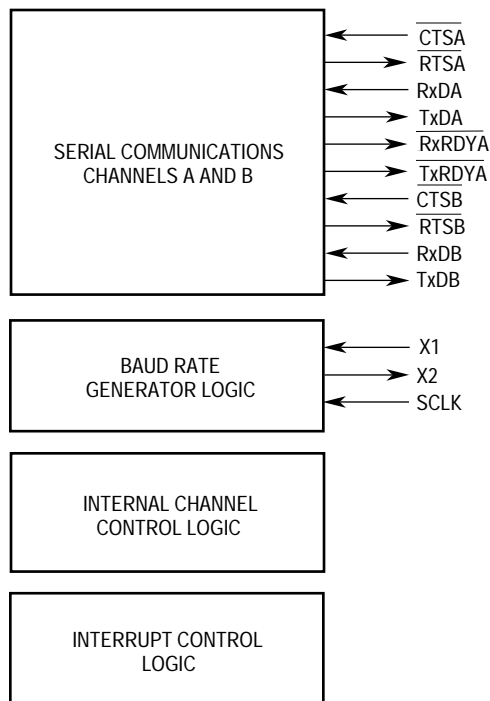 SERIAL COMMUNICATIONS
CHANNELS A AND B
CTSA
RTSA
RxDA
TxDA
RxRDYA
TxRDYA
CTSB
RTSB
RxDB
TxDB
BAUD RATE
GENERATOR LOGIC
X1
X2
SCLK
INTERNAL CHANNEL
CONTROL LOGIC
INTERRUPT CONTROL
LOGIC